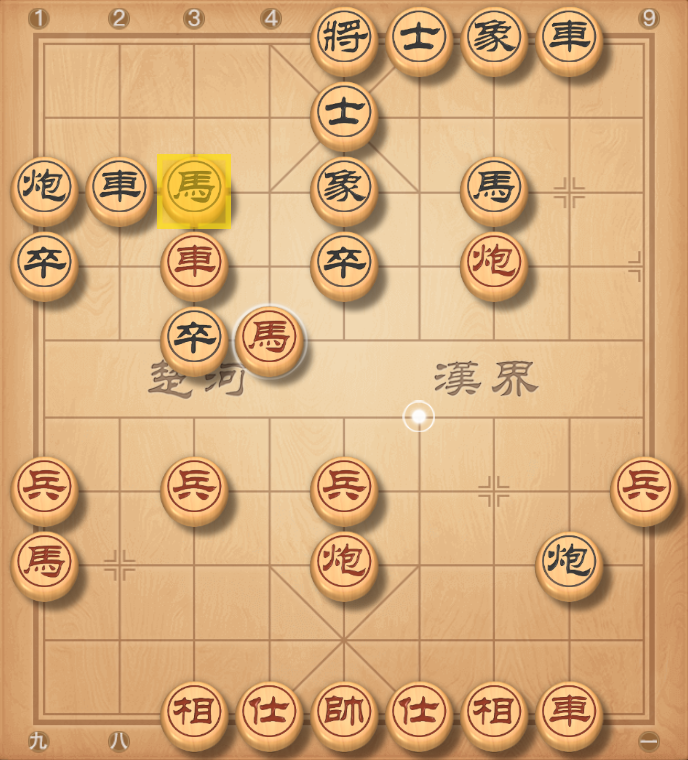 1 2 3 4 9
將 士 象 車
士
炮 車 馬 象 馬
卒 車 卒 炮
卒 馬
楚河 漢界
兵 兵 兵 兵
馬 炮 炮
相 仕 帥 仕 相 車
九 八 一